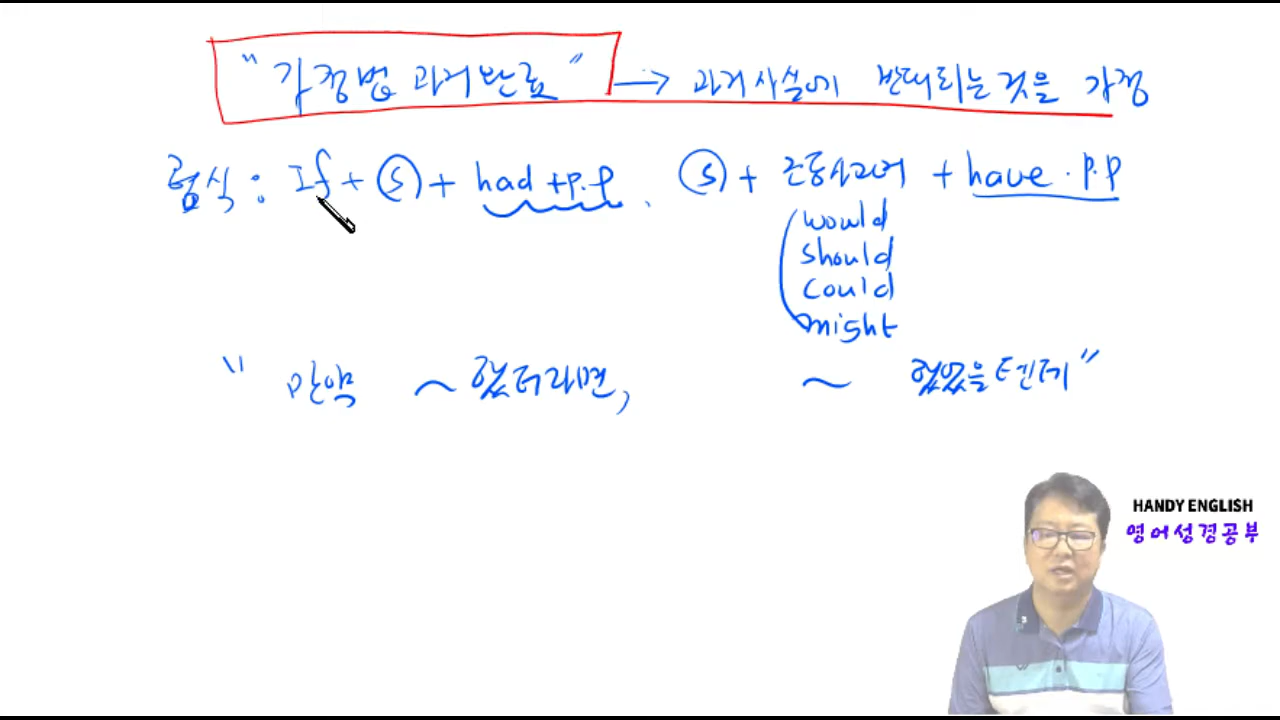 "가정법 과거완료" → 과거사실에 반대되는 것을 가정
형식: If + (S) + had + p.p, (S) + 조동사과거 + have · p.p
would
should
could
might
" 만약 ~했더라면, ~ 했었을텐데"
HANDY ENGLISH
영어성경공부